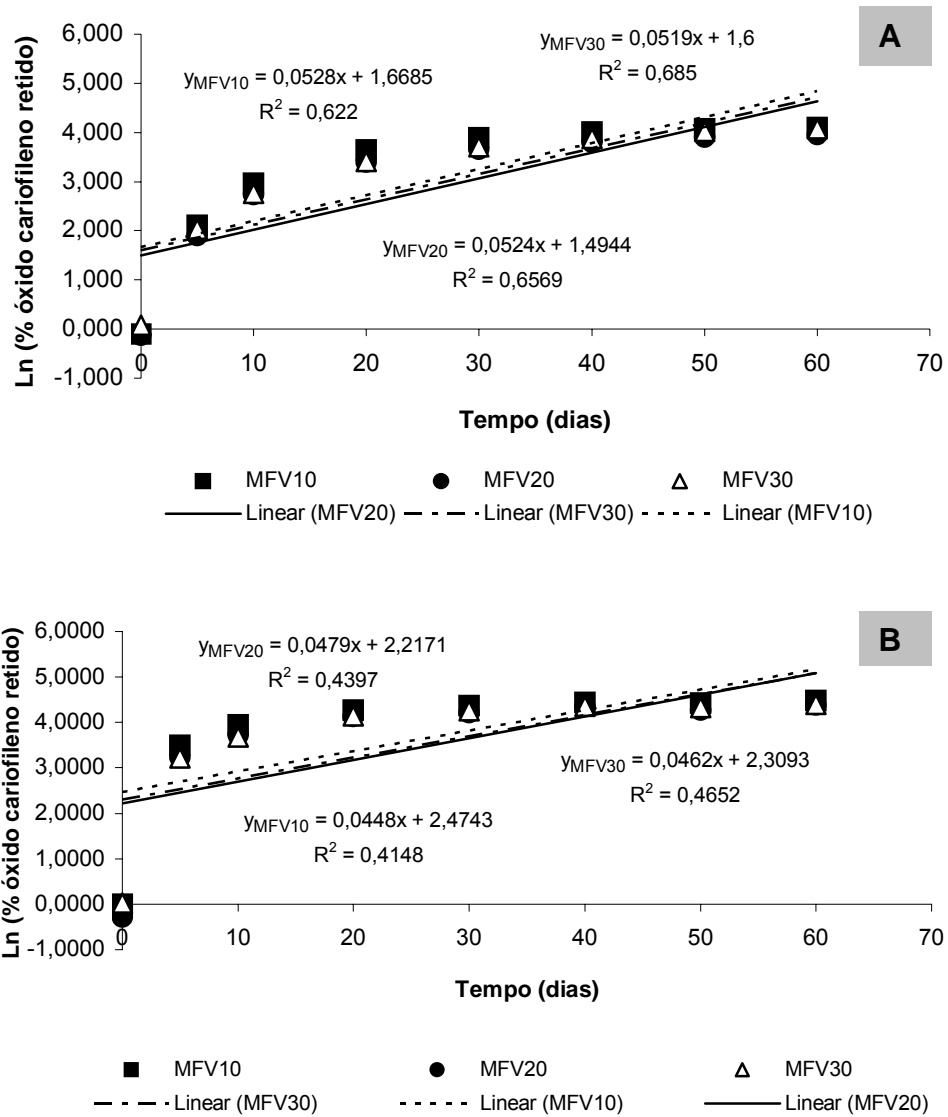 A
Ln (% óxido cariofileno retido)
6,000
5,000
4,000
3,000
2,000
1,000
0,000
-1,000
yMFV30 = 0,0519x + 1,6
R² = 0,685
yMFV10 = 0,0528x + 1,6685
R² = 0,622
yMFV20 = 0,0524x + 1,4944
R² = 0,6569
0 10 20 30 40 50 60 70
Tempo (dias)
MFV10 MFV20 MFV30
Linear (MFV20) Linear (MFV30) Linear (MFV10)
B
Ln (% óxido cariofileno retido)
6,0000
5,0000
4,0000
3,0000
2,0000
1,0000
0,0000
-1,0000
yMFV20 = 0,0479x + 2,2171
R² = 0,4397
yMFV30 = 0,0462x + 2,3093
R² = 0,4652
yMFV10 = 0,0448x + 2,4743
R² = 0,4148
0 10 20 30 40 50 60 70
Tempo (dias)
MFV10 MFV20 MFV30
Linear (MFV30) Linear (MFV10) Linear (MFV20)